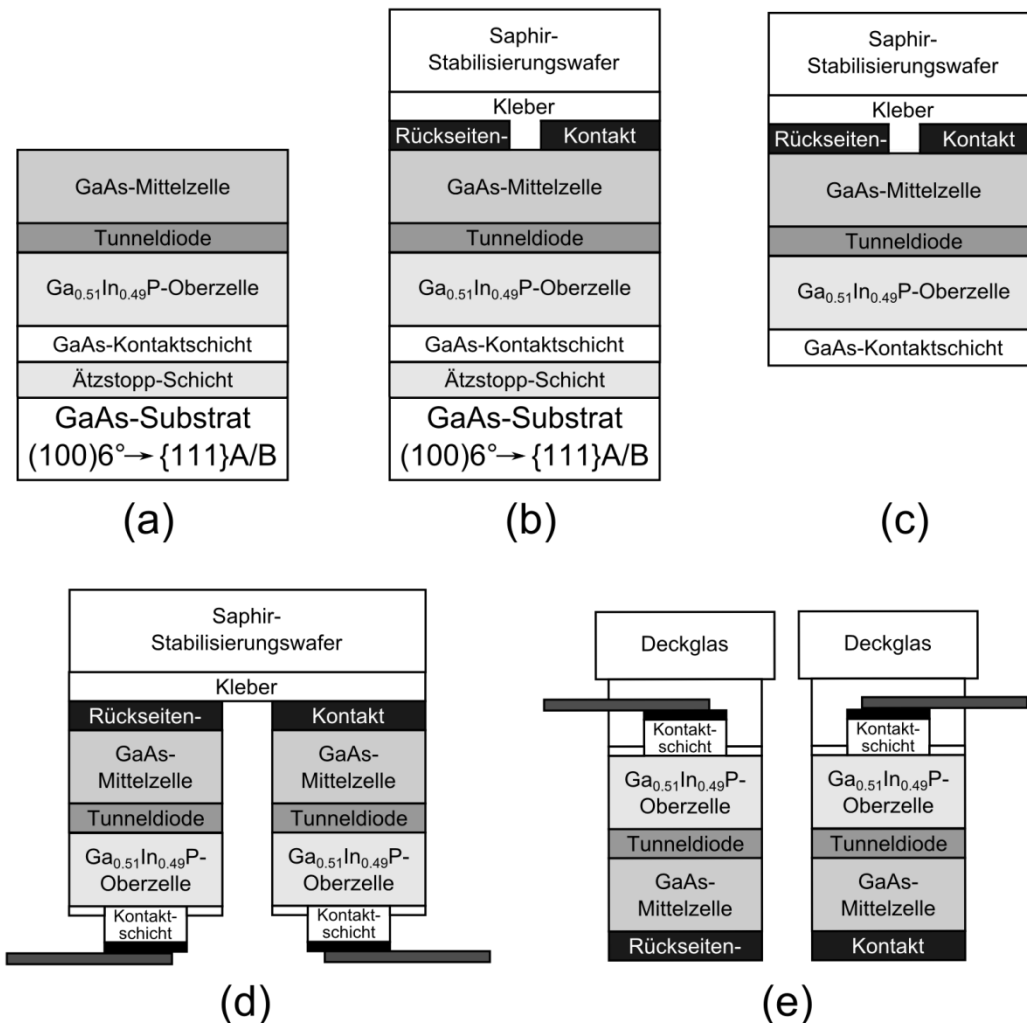 Saphir-
Stabilisierungswafer
Kleber
Rückseiten- Kontakt
GaAs-Mittelzelle
Tunneldiode
Ga₀.₅₁In₀.₄₉P-Oberzelle
GaAs-Kontaktschicht
Saphir-
Stabilisierungswafer
Kleber
Rückseiten- Kontakt
GaAs-Mittelzelle
Tunneldiode
Ga₀.₅₁In₀.₄₉P-Oberzelle
GaAs-Kontaktschicht
Ätzstopp-Schicht
GaAs-Substrat
(100)6°→{111}A/B
GaAs-Mittelzelle
Tunneldiode
Ga₀.₅₁In₀.₄₉P-Oberzelle
GaAs-Kontaktschicht
Ätzstopp-Schicht
GaAs-Substrat
(100)6°→{111}A/B
(a)
(b)
(c)
Saphir-
Stabilisierungswafer
Kleber
Rückseiten- Kontakt
GaAs-
Mittelzelle
GaAs-
Mittelzelle
Tunneldiode
Tunneldiode
Ga₀.₅₁In₀.₄₉P-
Oberzelle
Ga₀.₅₁In₀.₄₉P-
Oberzelle
Kontakt-
schicht
Kontakt-
schicht
(d)
Deckglas
Deckglas
Kontakt-
schicht
Kontakt-
schicht
Ga₀.₅₁In₀.₄₉P-
Oberzelle
Ga₀.₅₁In₀.₄₉P-
Oberzelle
Tunneldiode
Tunneldiode
GaAs-
Mittelzelle
GaAs-
Mittelzelle
Rückseiten- Kontakt
(e)